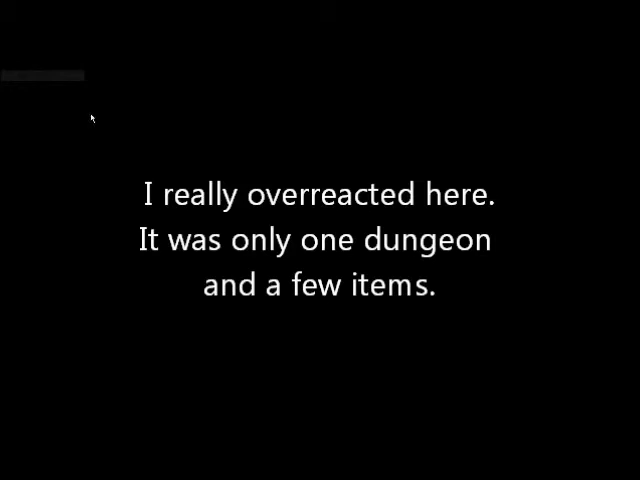 I really overreacted here.
It was only one dungeon
and a few items.